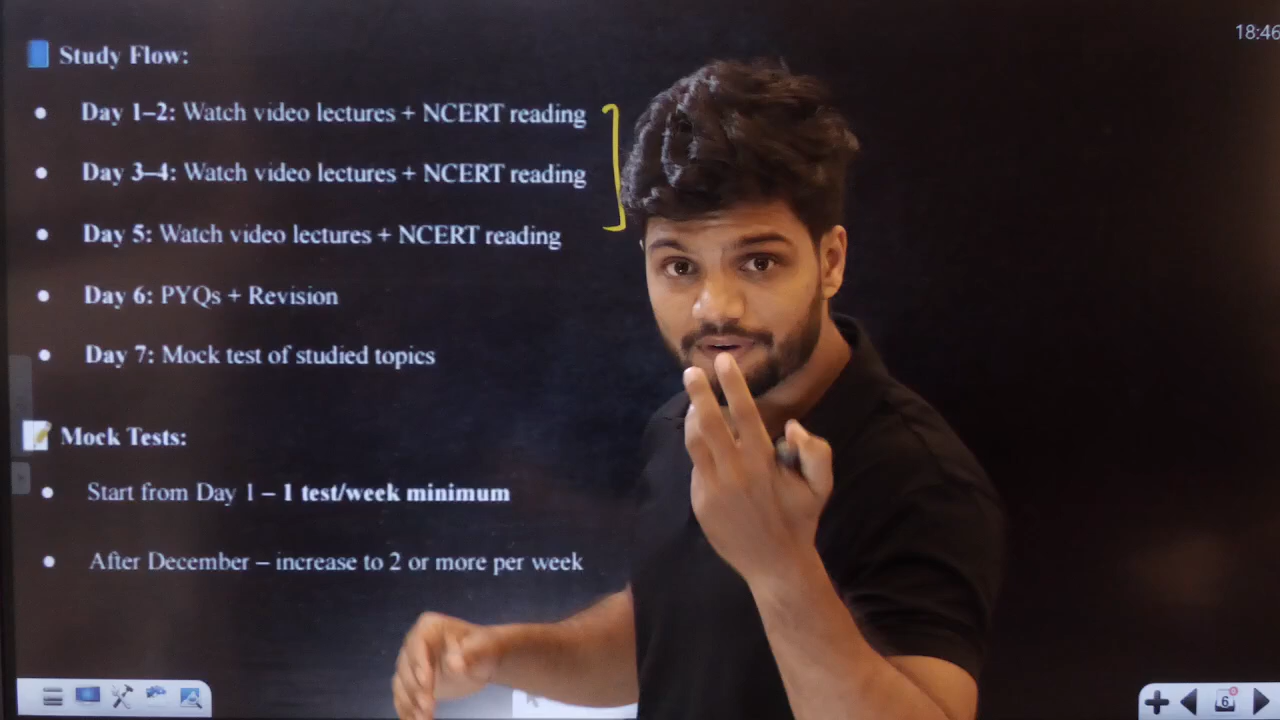 18:46
Study Flow:
Day 1–2: Watch video lectures + NCERT reading
Day 3–4: Watch video lectures + NCERT reading
Day 5: Watch video lectures + NCERT reading
Day 6: PYQs + Revision
Day 7: Mock test of studied topics
Mock Tests:
Start from Day 1 – 1 test/week minimum
After December – increase to 2 or more per week
6